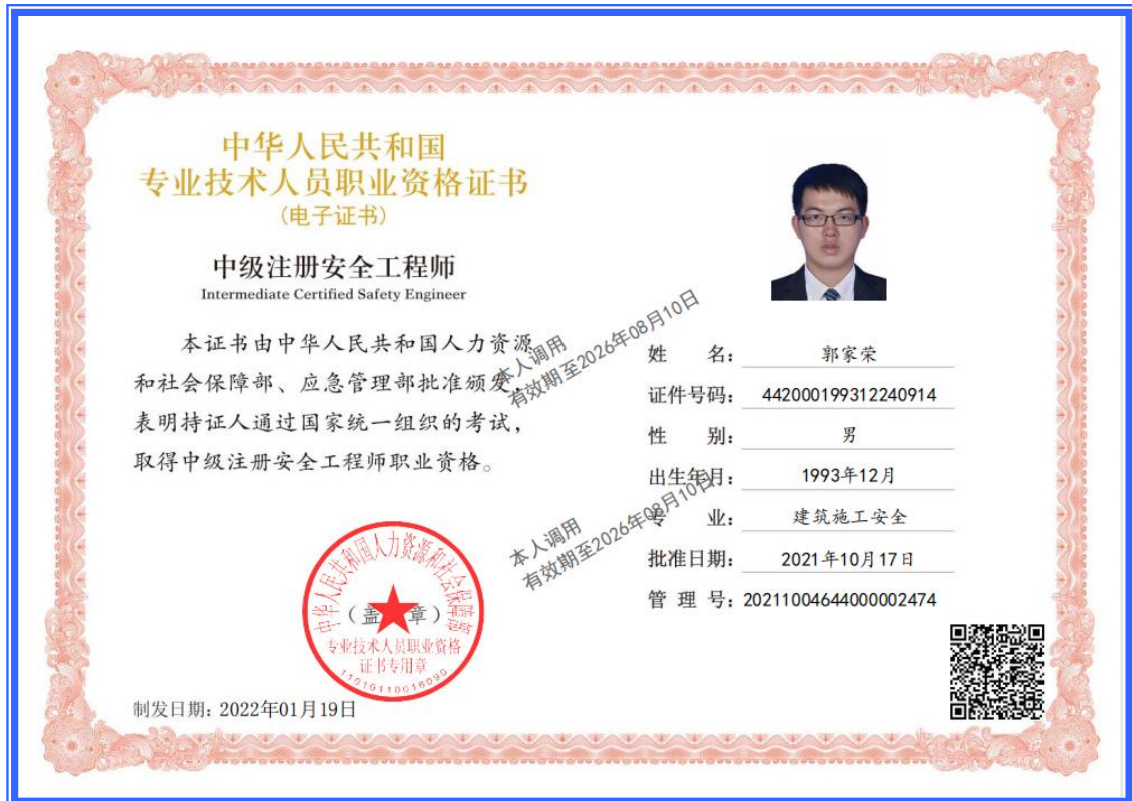 中华人民共和国
专业技术人员职业资格证书
(电子证书)
中级注册安全工程师
Intermediate Certified Safety Engineer
本证书由中华人民共和国人力资源
和社会保障部、应急管理部批准颁发，
表明持证人通过国家统一组织的考试，
取得中级注册安全工程师职业资格。
本人调用
有效期至2026年08月10日
姓 名： 郭家荣
证件号码： 442000199312240914
性 别： 男
出生年月： 1993年12月
专 业： 建筑施工安全
批准日期： 2021年10月17日
管 理 号： 20211004644000002474
本人调用
有效期至2026年08月10日
中华人民共和国人力资源和社会保障部
(盖 章)
专业技术人员职业资格
证书专用章
11010110016090
制发日期: 2022年01月19日